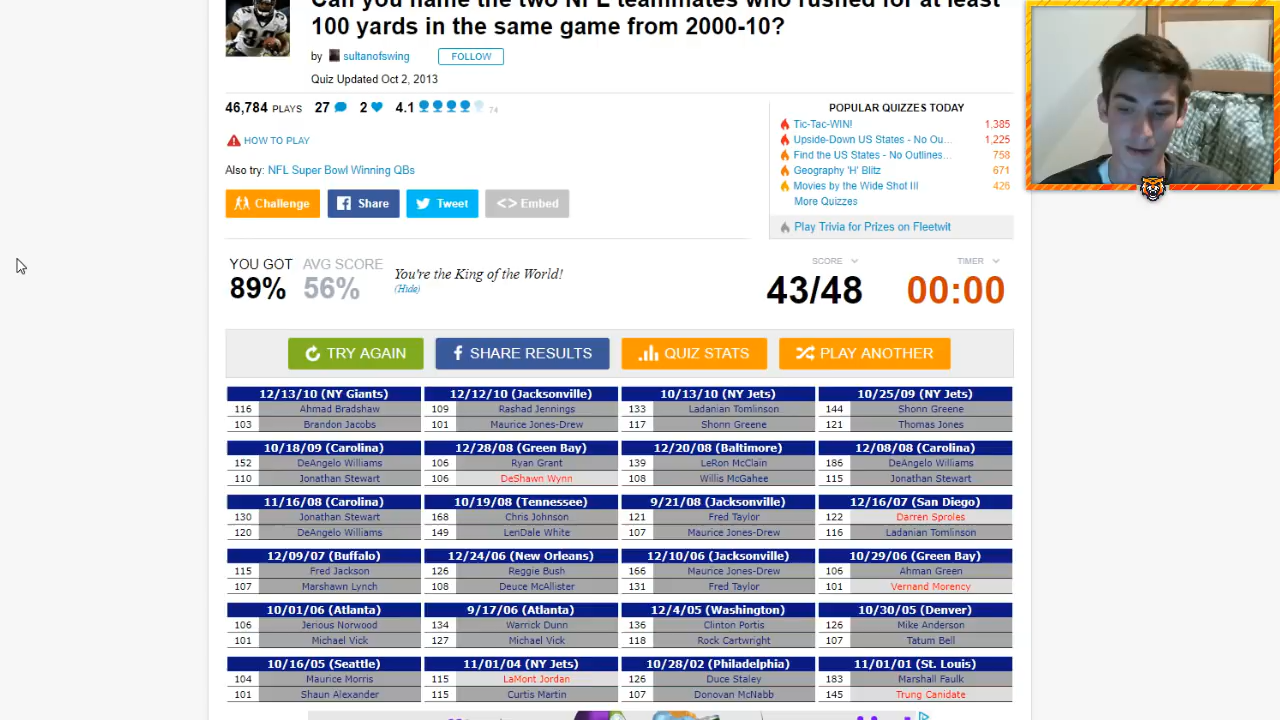 Can you name the two NFL teammates who rushed for at least
100 yards in the same game from 2000-10?
by sultanofswing FOLLOW
Quiz Updated Oct 2, 2013
46,784 PLAYS 27 2 4.1 74
HOW TO PLAY
Also try: NFL Super Bowl Winning QBs
Challenge Share Tweet <> Embed
POPULAR QUIZZES TODAY
Tic-Tac-WIN! 1,385
Upside-Down US States - No Ou... 1,225
Find the US States - No Outlines... 758
Geography 'H' Blitz 671
Movies by the Wide Shot III 426
More Quizzes
Play Trivia for Prizes on Fleetwit
YOU GOT AVG SCORE
89% 56%
You're the King of the World!
(Hide)
SCORE TIMER
43/48 00:00
TRY AGAIN SHARE RESULTS QUIZ STATS PLAY ANOTHER
12/13/10 (NY Giants) 12/12/10 (Jacksonville) 10/13/10 (NY Jets) 10/25/09 (NY Jets)
116 Ahmad Bradshaw 109 Rashad Jennings 133 Ladanian Tomlinson 144 Shonn Greene
103 Brandon Jacobs 101 Maurice Jones-Drew 117 Shonn Greene 121 Thomas Jones
10/18/09 (Carolina) 12/28/08 (Green Bay) 12/20/08 (Baltimore) 12/08/08 (Carolina)
152 DeAngelo Williams 106 Ryan Grant 139 LeRon McClain 186 DeAngelo Williams
110 Jonathan Stewart 106 DeShawn Wynn 108 Willis McGahee 115 Jonathan Stewart
11/16/08 (Carolina) 10/19/08 (Tennessee) 9/21/08 (Jacksonville) 12/16/07 (San Diego)
130 Jonathan Stewart 168 Chris Johnson 121 Fred Taylor 122 Darren Sproles
120 DeAngelo Williams 149 LenDale White 107 Maurice Jones-Drew 116 Ladanian Tomlinson
12/09/07 (Buffalo) 12/24/06 (New Orleans) 12/10/06 (Jacksonville) 10/29/06 (Green Bay)
115 Fred Jackson 126 Reggie Bush 166 Maurice Jones-Drew 106 Ahman Green
107 Marshawn Lynch 108 Deuce McAllister 131 Fred Taylor 101 Vernand Morency
10/01/06 (Atlanta) 9/17/06 (Atlanta) 12/4/05 (Washington) 10/30/05 (Denver)
106 Jerious Norwood 134 Warrick Dunn 136 Clinton Portis 126 Mike Anderson
101 Michael Vick 127 Michael Vick 118 Rock Cartwright 107 Tatum Bell
10/16/05 (Seattle) 11/01/04 (NY Jets) 10/28/02 (Philadelphia) 11/01/01 (St. Louis)
104 Maurice Morris 115 LaMont Jordan 126 Duce Staley 183 Marshall Faulk
101 Shaun Alexander 115 Curtis Martin 107 Donovan McNabb 145 Trung Canidate